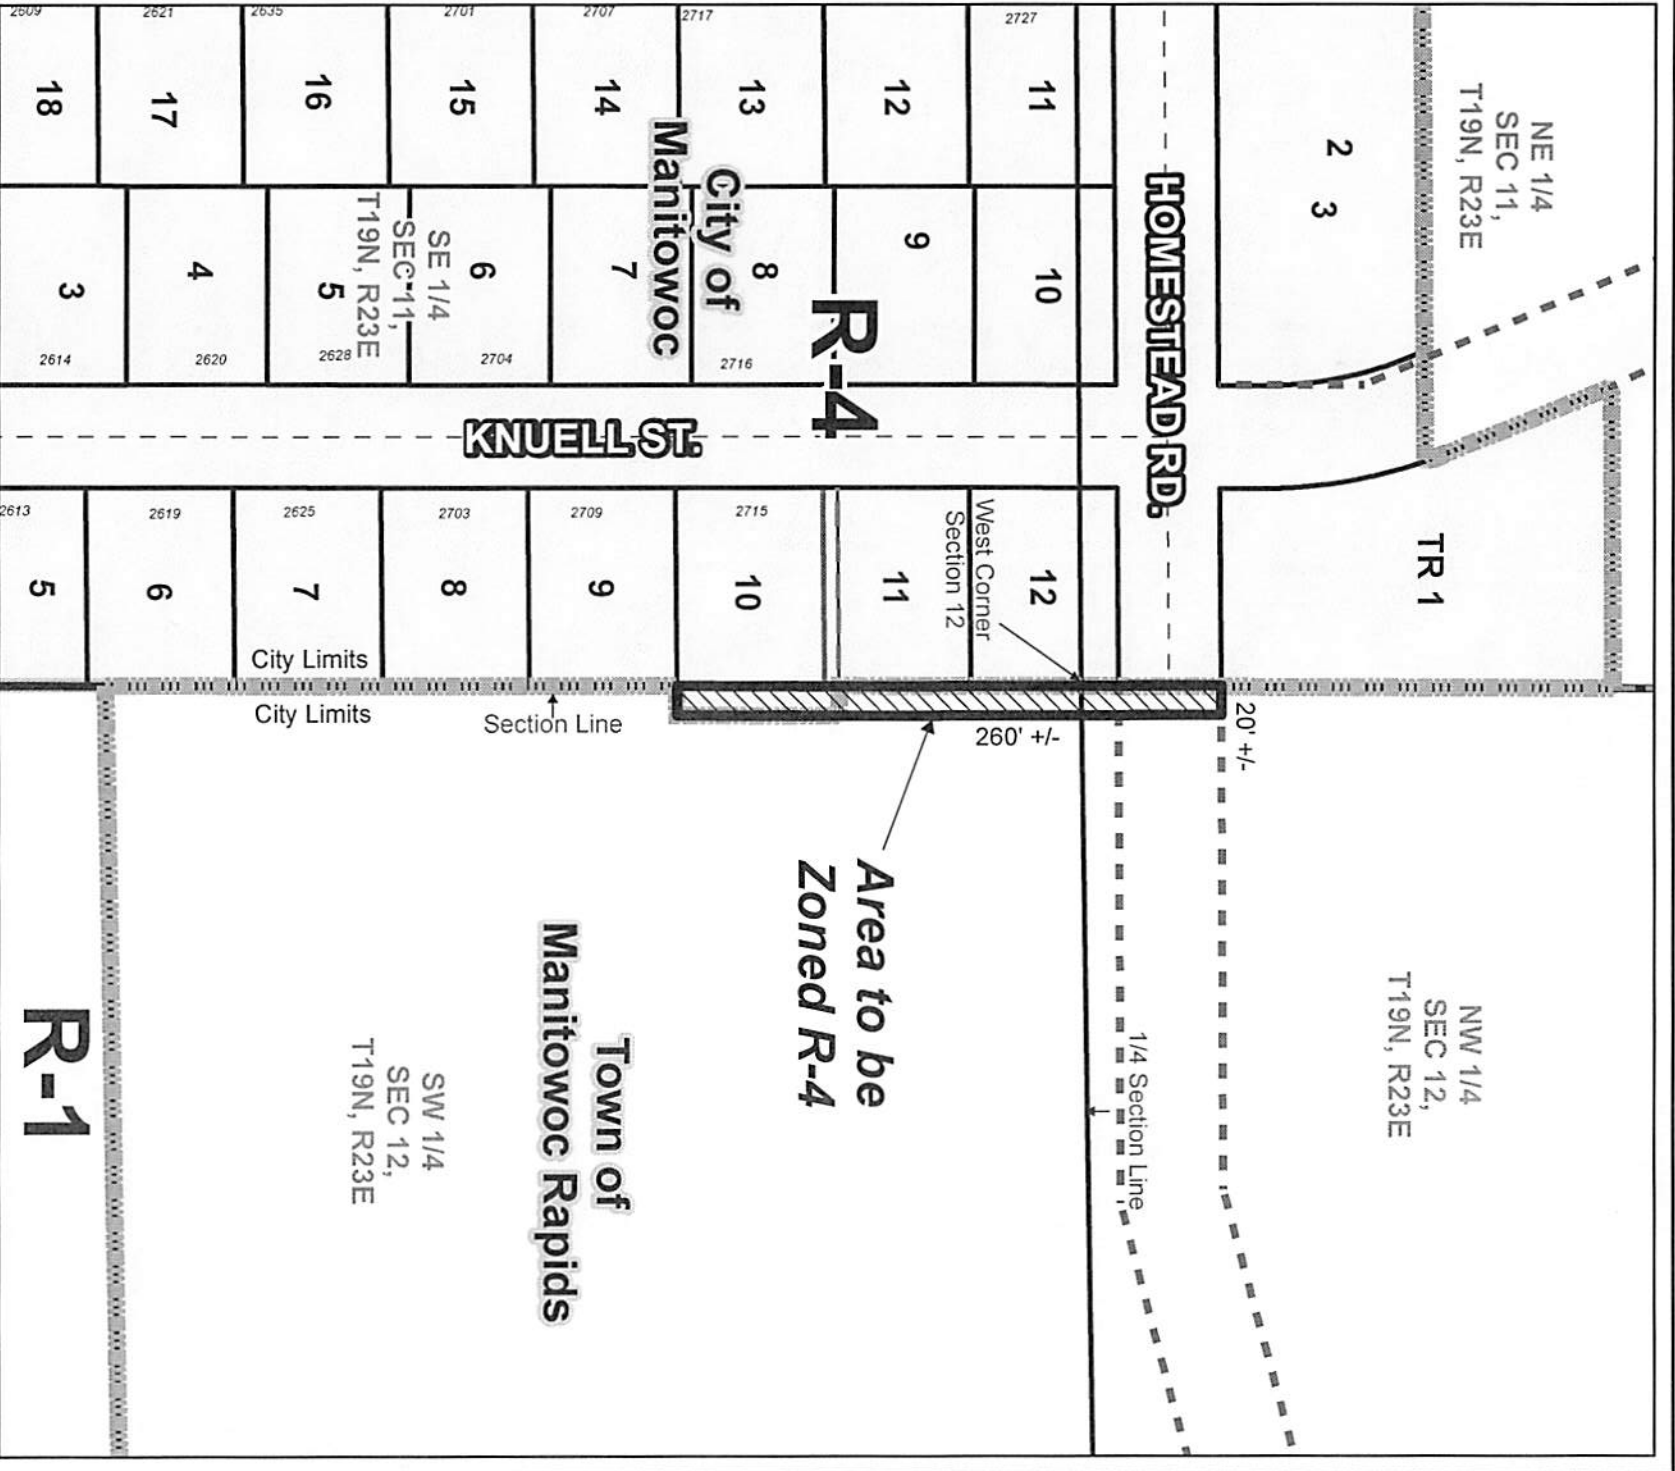 2609
2621
2635
2701
2707
2717
2727
18
17
16
15
14
13
12
11
2
3
NE 1/4
SEC 11,
T19N, R23E
City of
Manitowoc
SE 1/4
SEC 11,
T19N, R23E
3
4
5
6
7
8
9
10
2614
2620
2628
2704
2716
R-4
HOMESTEAD RD.
KNUELL ST.
2613
2619
2625
2703
2709
2715
5
6
7
8
9
10
11
12
TR 1
West Corner
Section 12
City Limits
City Limits
Section Line
260' +/-
20' +/-
Area to be
Zoned R-4
Town of
Manitowoc Rapids
1/4 Section Line
NW 1/4
SEC 12,
T19N, R23E
SW 1/4
SEC 12,
T19N, R23E
R-1